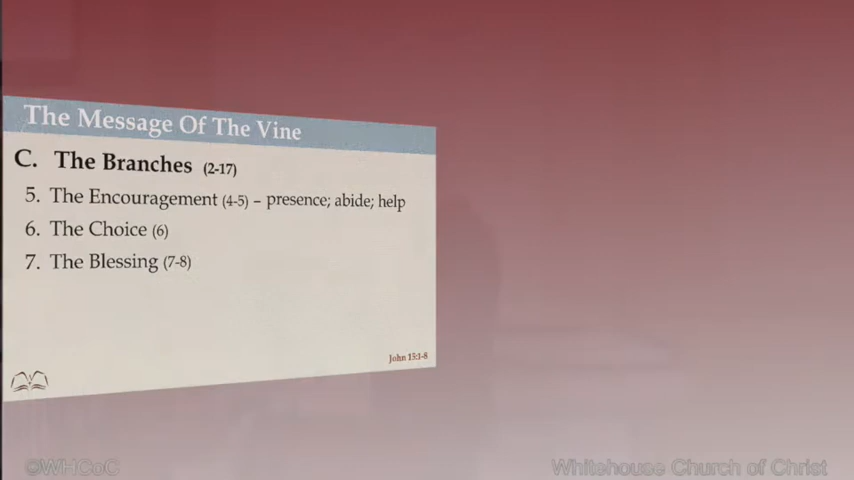 The Message Of The Vine
C. The Branches (2-17)
5. The Encouragement (4-5) – presence; abide; help
6. The Choice (6)
7. The Blessing (7-8)
John 15:1-8
©WHCoC
Whitehouse Church of Christ